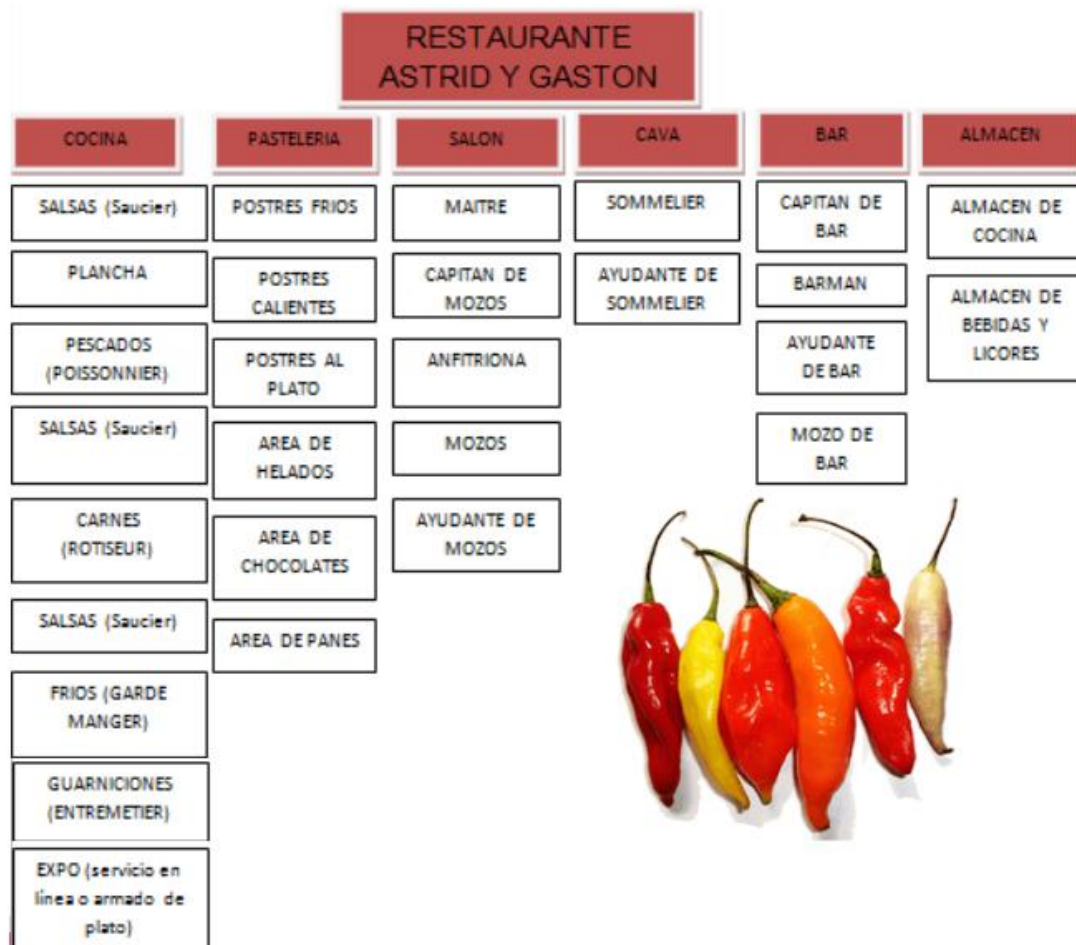 RESTAURANTE
ASTRID Y GASTON
COCINA
SALSAS (Saucier)
PLANCHA
PESCADOS
(POISSONNIER)
SALSAS (Saucier)
CARNES
(ROTISEUR)
SALSAS (Saucier)
FRIOS (GARDE
MANGER)
GUARNICIONES
(ENTREMETIER)
EXPO (servicio en
línea o armado de
plato)
PASTELERIA
POSTRES FRIOS
POSTRES
CALIENTES
POSTRES AL
PLATO
AREA DE
HELADOS
AREA DE
CHOCOLATES
AREA DE PANES
SALON
MAITRE
CAPITAN DE
MOZOS
ANFITRIONA
MOZOS
AYUDANTE DE
MOZOS
CAVA
SOMMELIER
AYUDANTE DE
SOMMELIER
BAR
CAPITAN DE
BAR
BARMAN
AYUDANTE
DE BAR
MOZO DE
BAR
ALMACEN
ALMACEN DE
COCINA
ALMACEN DE
BEBIDAS Y
LICORES